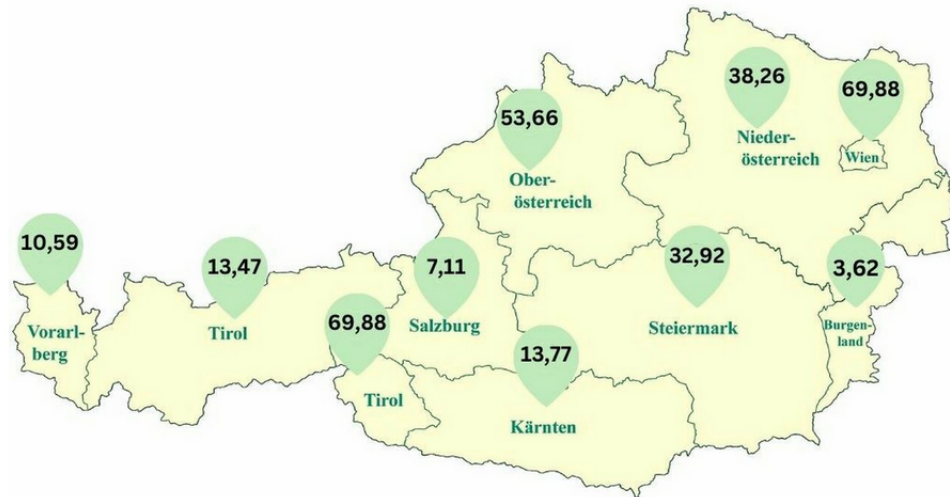 38,26
69,88
53,66
Nieder-
österreich
Wien
Ober-
österreich
10,59
13,47
7,11
32,92
3,62
Vorarl-
berg
Tirol
69,88
Salzburg
Steiermark
Burgen-
land
13,77
Tirol
Kärnten